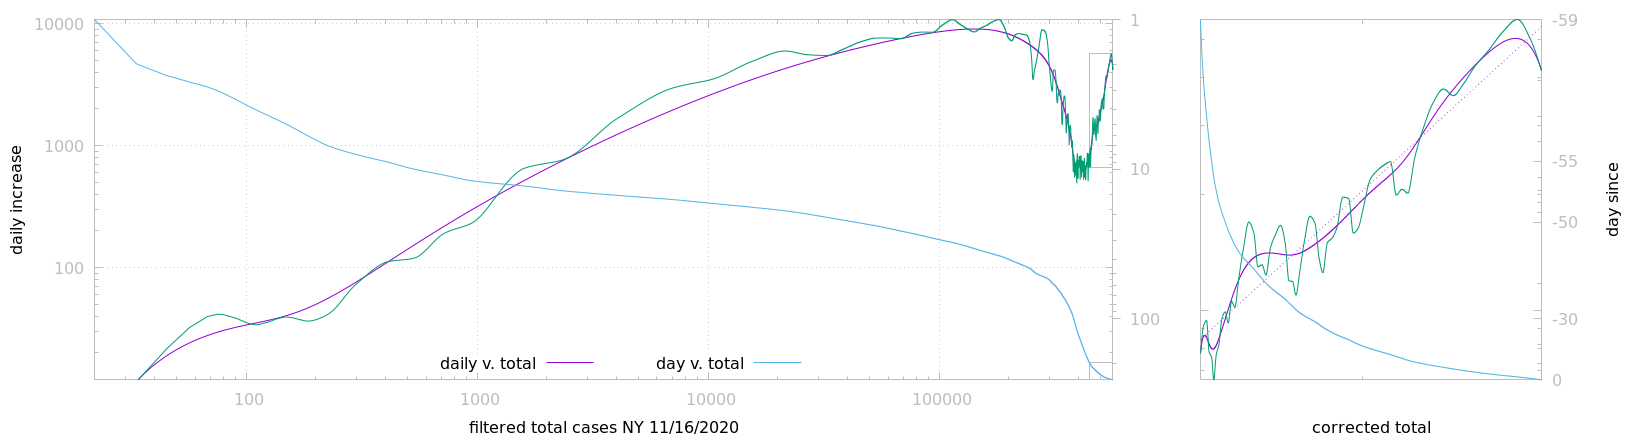 10000
1000
100
daily increase
100
1000
10000
100000
filtered total cases NY 11/16/2020
daily v. total
day v. total
1
10
100
-59
-55
-50
-30
0
day since
corrected total